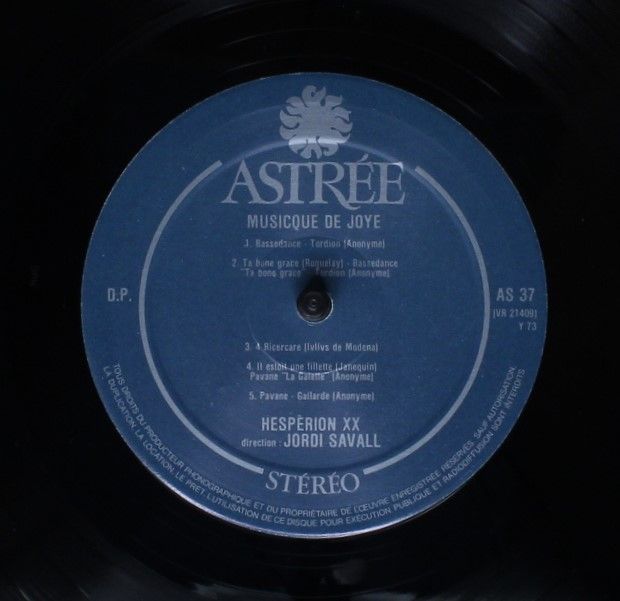 ASTRÉE
MUSICQUE DE JOYE
1. Bassedance - Tordion (Anonyme)
2. Ta bone grace (Roquelay) - Bassedance
"Ta bone grace" Tordion (Anonyme)
D.P.
AS 37
(VR 21409)
Y 73
3. 4 Ricercare (Ivlivs de Modena)
4. Il estoit une fillette (Janequin)
Pavane "La Galette" (Anonyme)
5. Pavane - Gaillarde (Anonyme)
HESPÈRION XX
direction : JORDI SAVALL
STÉRÉO
TOUS DROITS DU PRODUCTEUR PHONOGRAPHIQUE ET DU PROPRIÉTAIRE DE L'ŒUVRE ENREGISTRÉE RÉSERVÉS. SAUF AUTORISATION
LA DUPLICATION, LA LOCATION, LE PRET, L'UTILISATION DE CE DISQUE POUR EXÉCUTION PUBLIQUE ET RADIODIFFUSION SONT INTERDITS